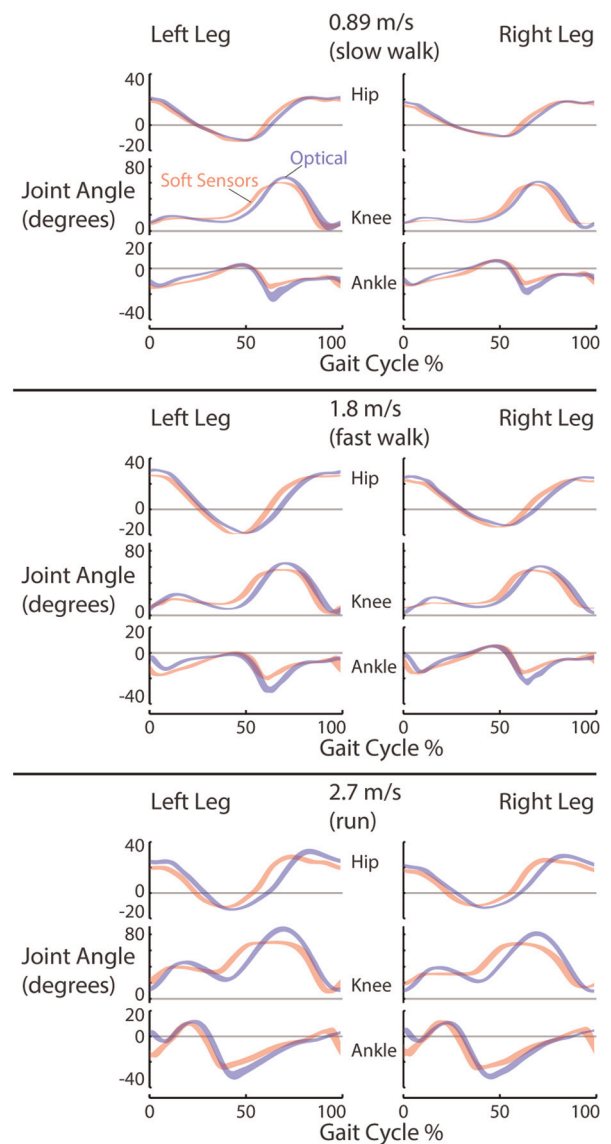 Left Leg
0.89 m/s
(slow walk)
Right Leg
40
0
-20
Hip
80
0
Optical
Soft Sensors
Joint Angle
(degrees)
Knee
20
0
-40
Ankle
0
50
100
0
50
100
Gait Cycle %
Left Leg
1.8 m/s
(fast walk)
Right Leg
40
0
-20
Hip
80
0
Joint Angle
(degrees)
Knee
20
0
-40
Ankle
0
50
100
0
50
100
Gait Cycle %
Left Leg
2.7 m/s
(run)
Right Leg
40
0
-20
Hip
80
0
Joint Angle
(degrees)
Knee
20
0
-40
Ankle
0
50
100
0
50
100
Gait Cycle %